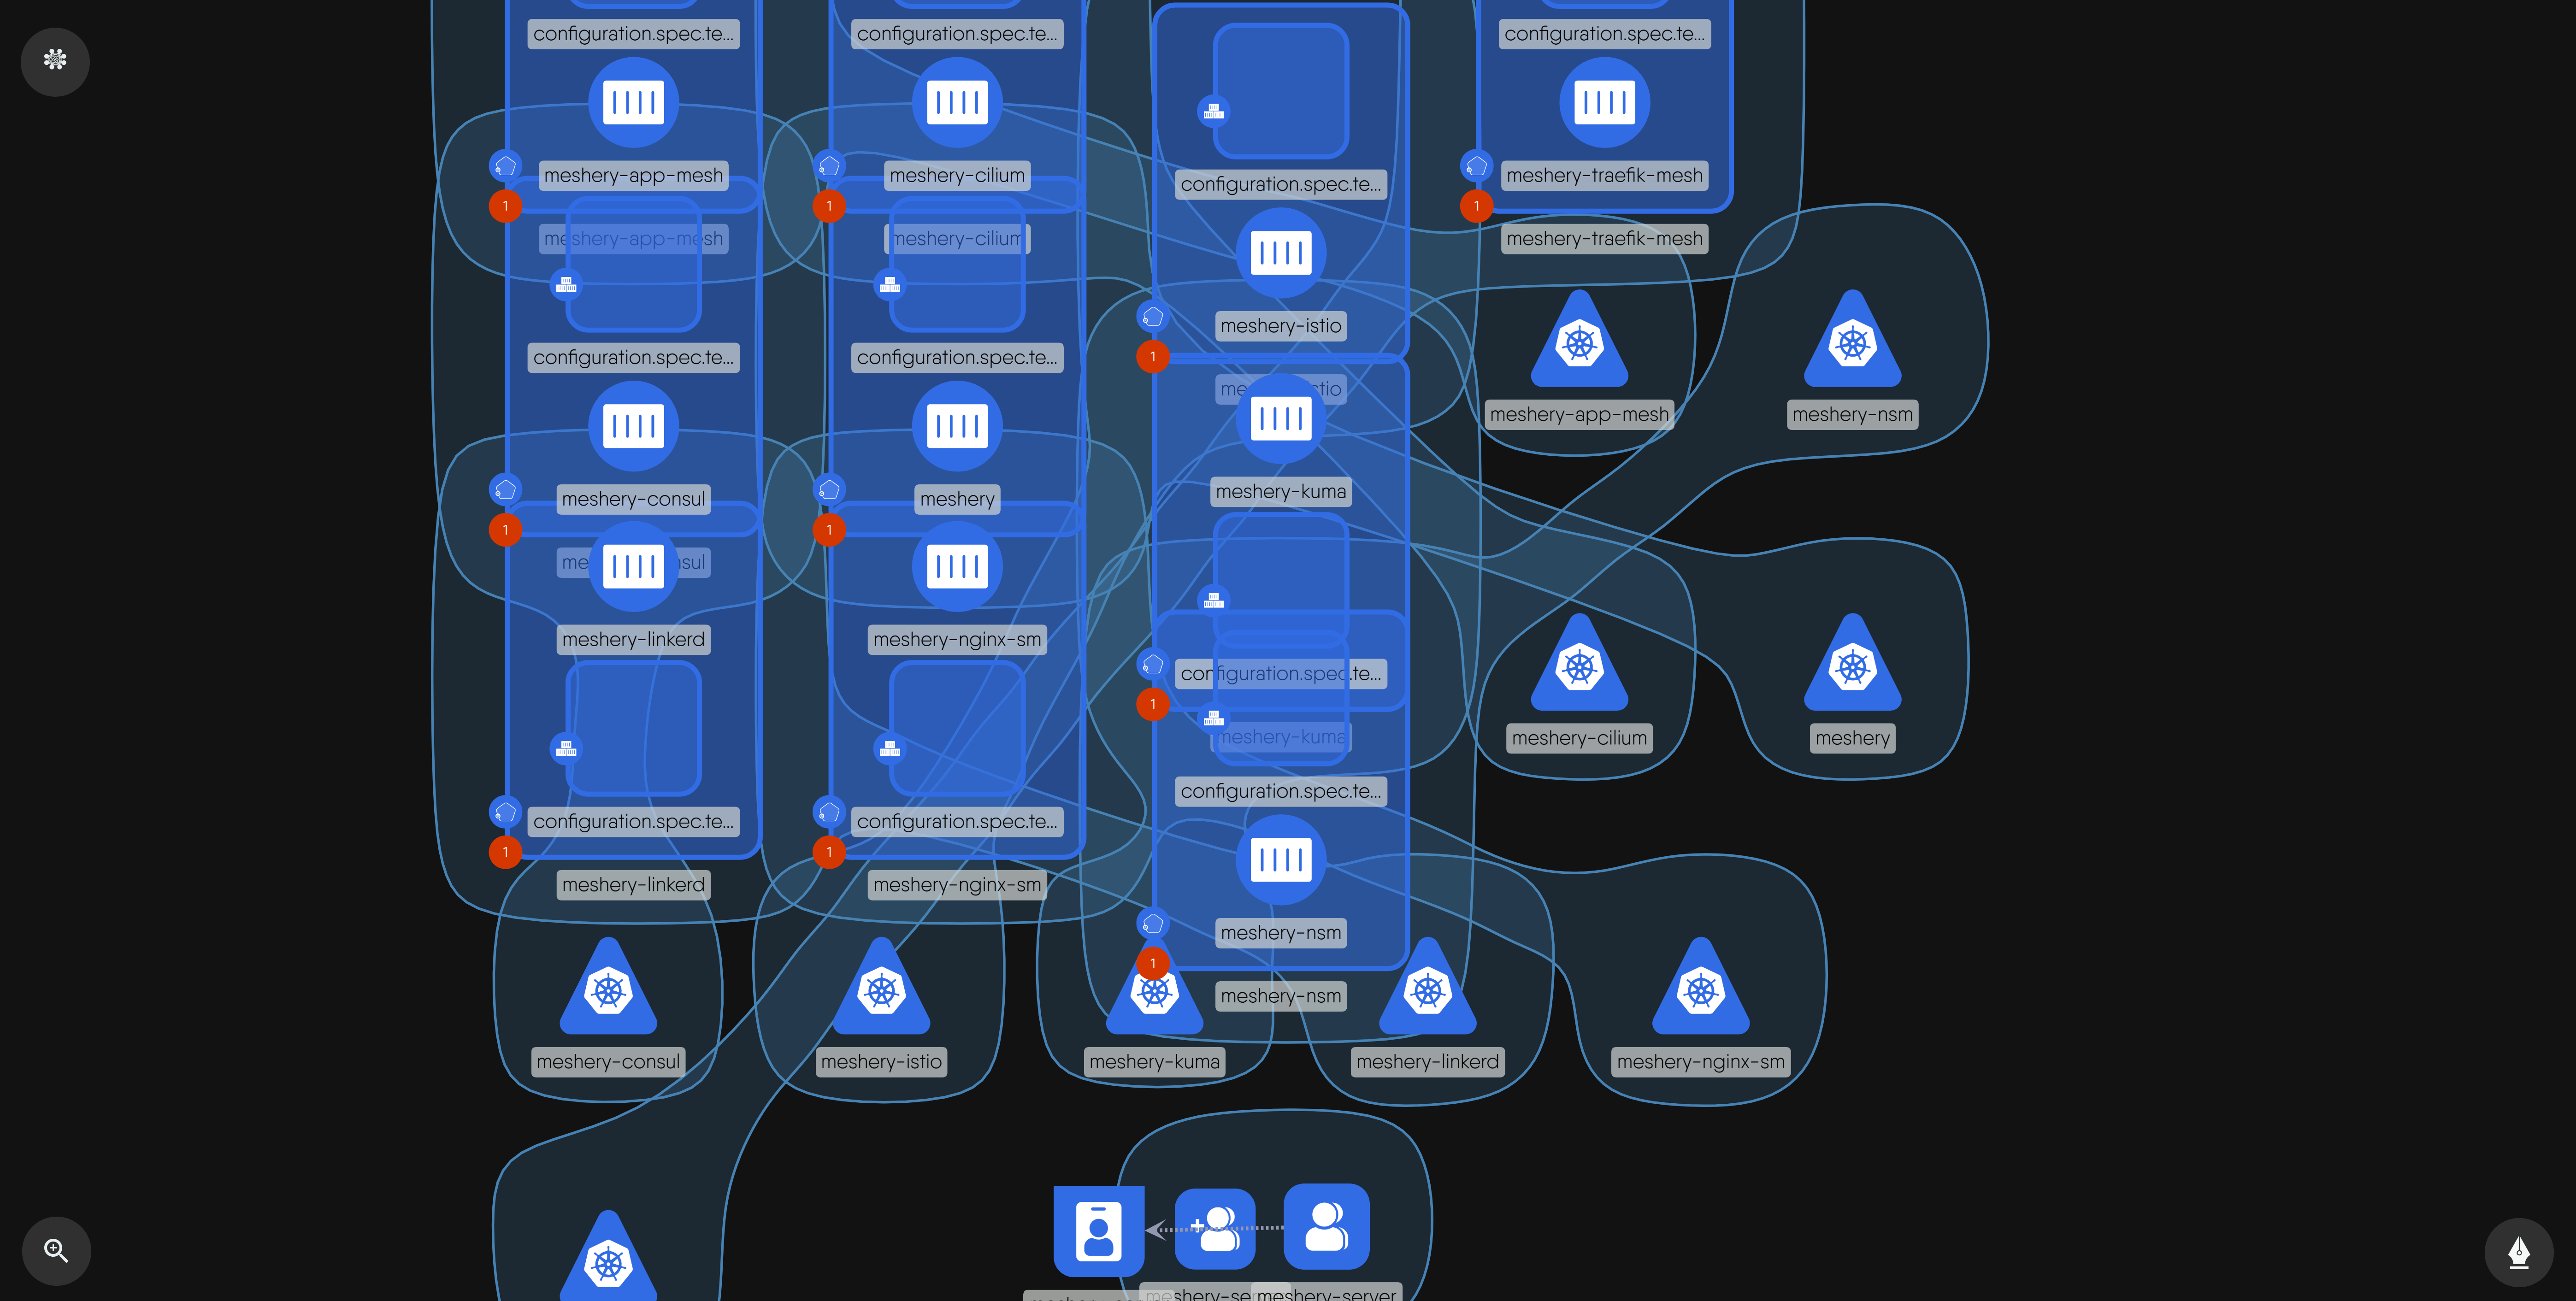 configuration.spec.te...
configuration.spec.te...
configuration.spec.te...
meshery-app-mesh
meshery-cilium
configuration.spec.te...
meshery-traefik-mesh
1
1
1
meshery-app-mesh
meshery-cilium
meshery-traefik-mesh
meshery-istio
configuration.spec.te...
configuration.spec.te...
1
meshery-app-mesh
meshery-nsm
meshery-consul
meshery
meshery-kuma
1
1
meshery-linkerd
meshery-nginx-sm
configuration.spec.te...
1
meshery-kuma
meshery-cilium
meshery
configuration.spec.te...
configuration.spec.te...
configuration.spec.te...
1
1
meshery-linkerd
meshery-nginx-sm
meshery-nsm
1
meshery-nsm
meshery-consul
meshery-istio
meshery-kuma
meshery-linkerd
meshery-nginx-sm
meshery-server